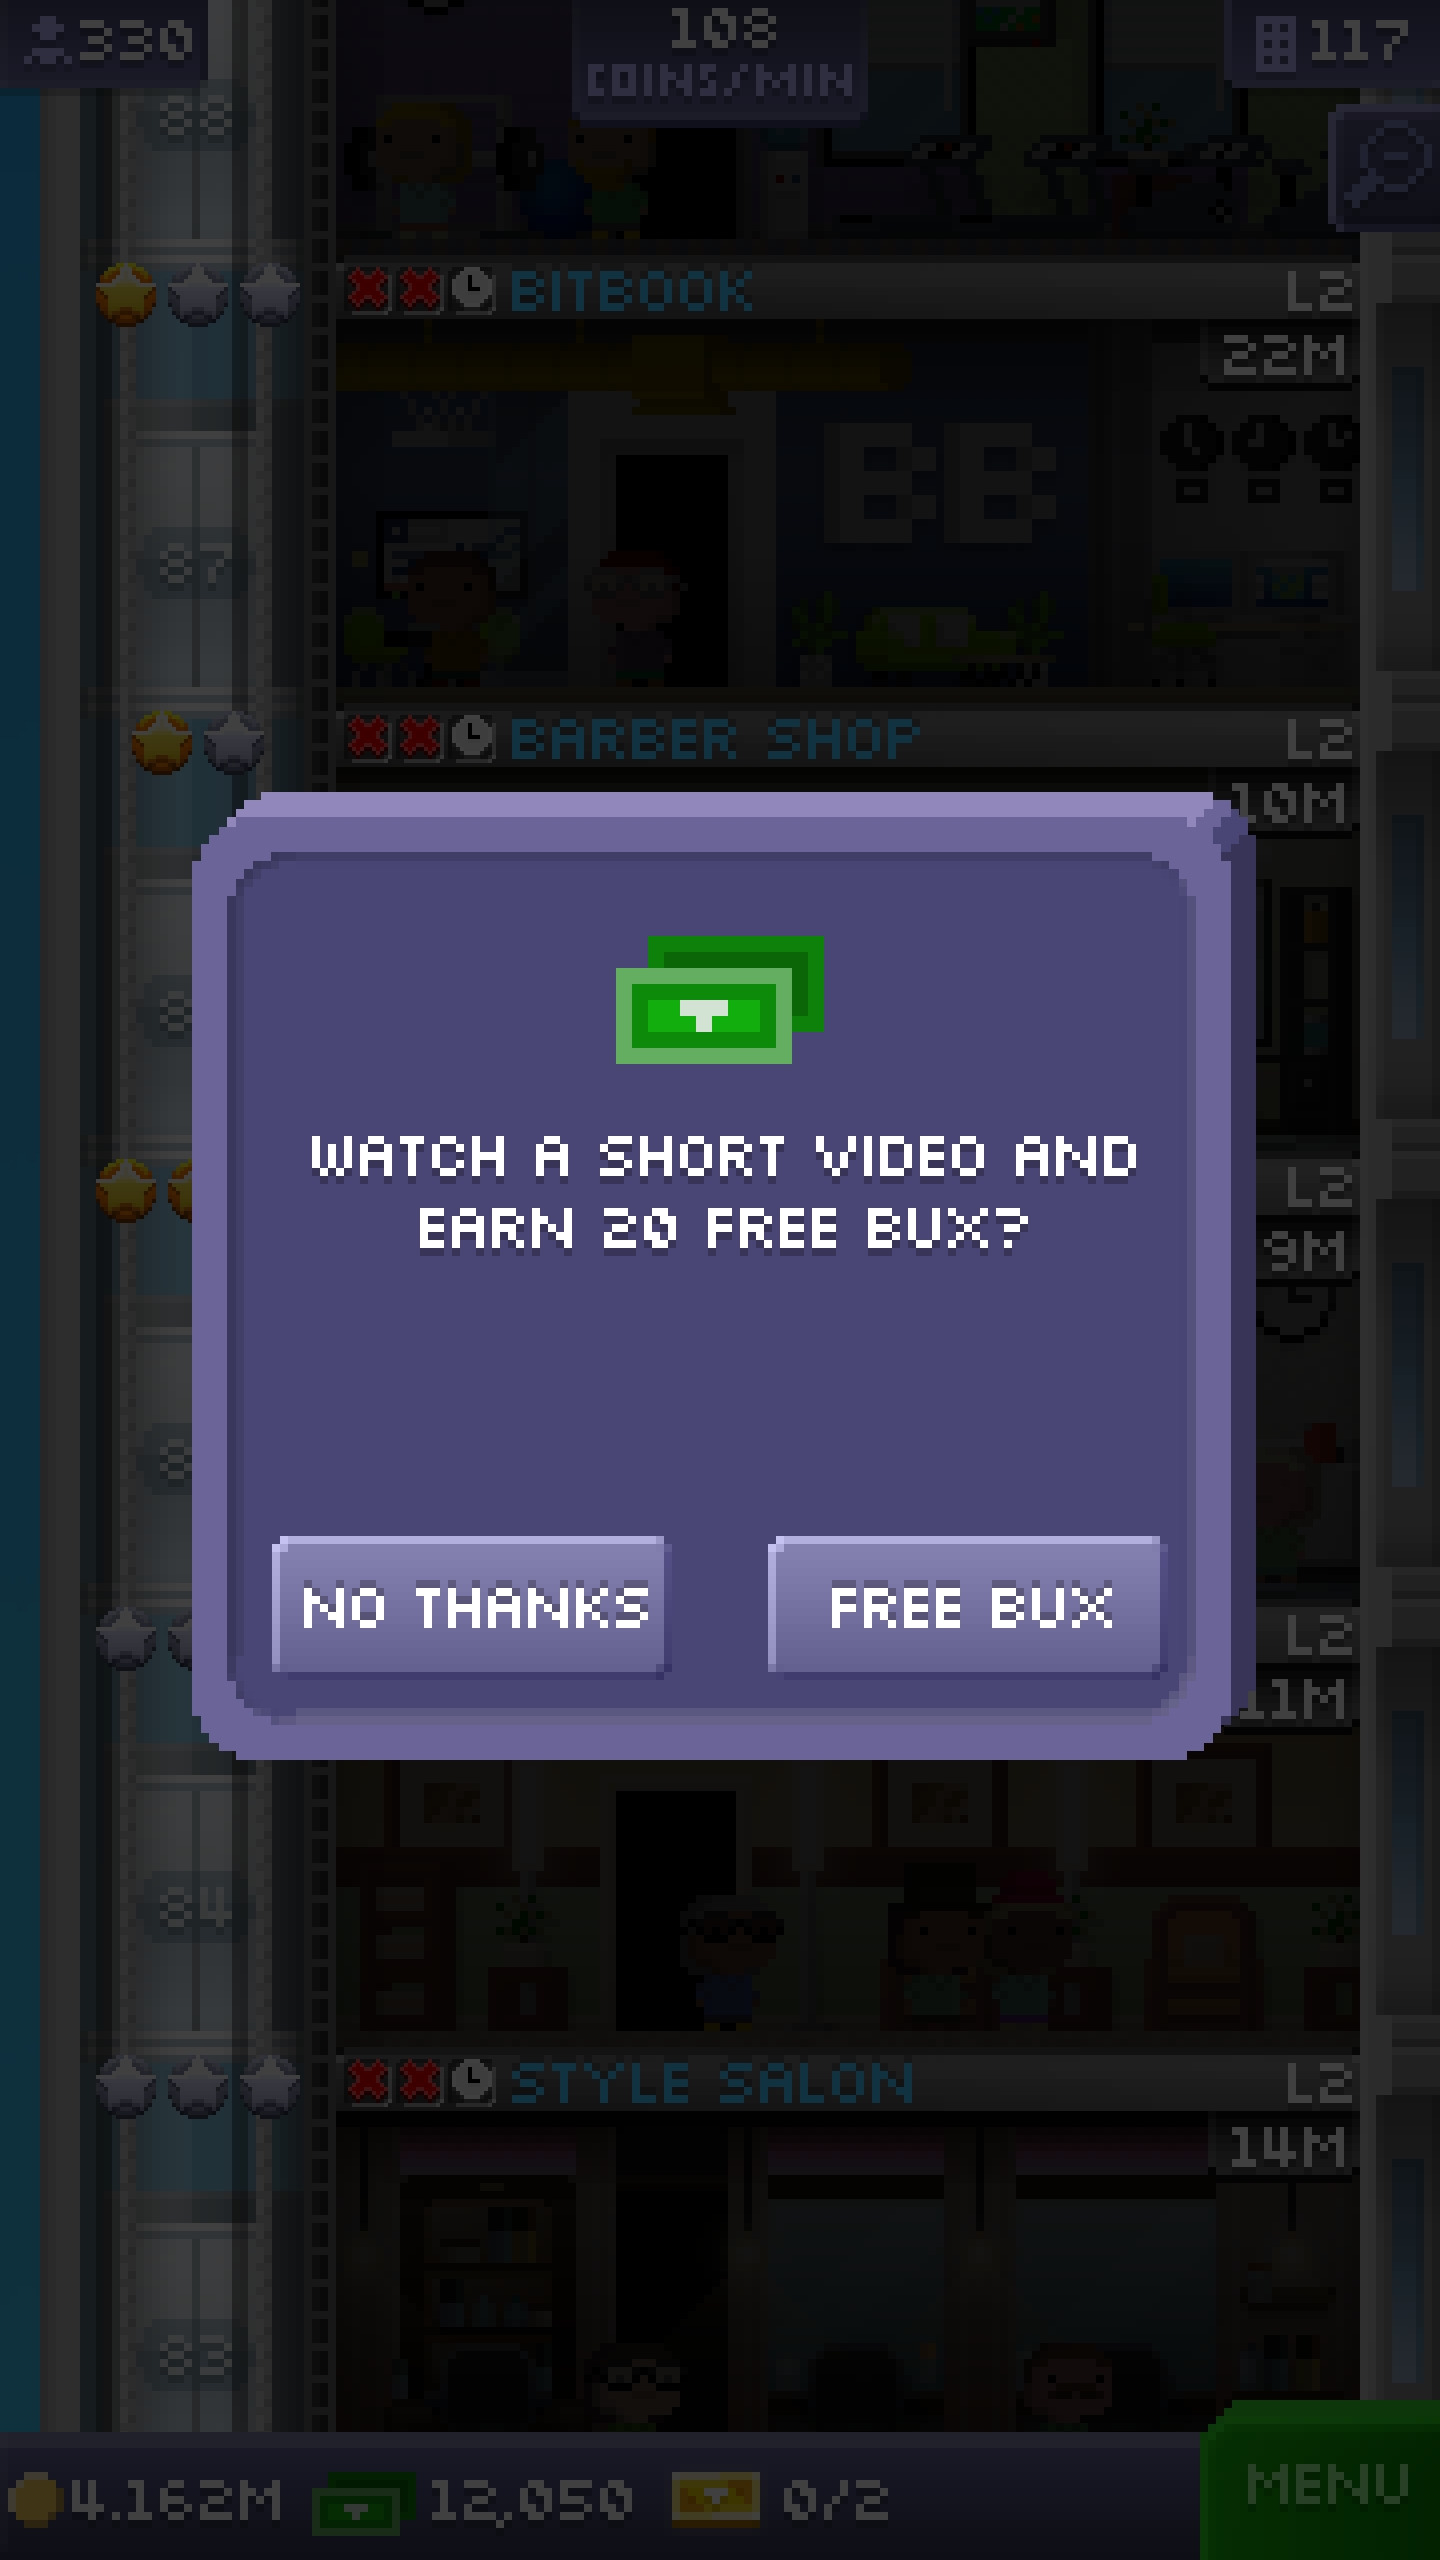 330
108
COINS/MIN
117
88
BITBOOK
L2
22M
BB
87
BARBER SHOP
L2
10M
WATCH A SHORT VIDEO AND
EARN 20 FREE BUX?
L2
9M
NO THANKS
FREE BUX
L2
11M
84
STYLE SALON
L2
14M
83
4.162M
12,050
0/2
MENU